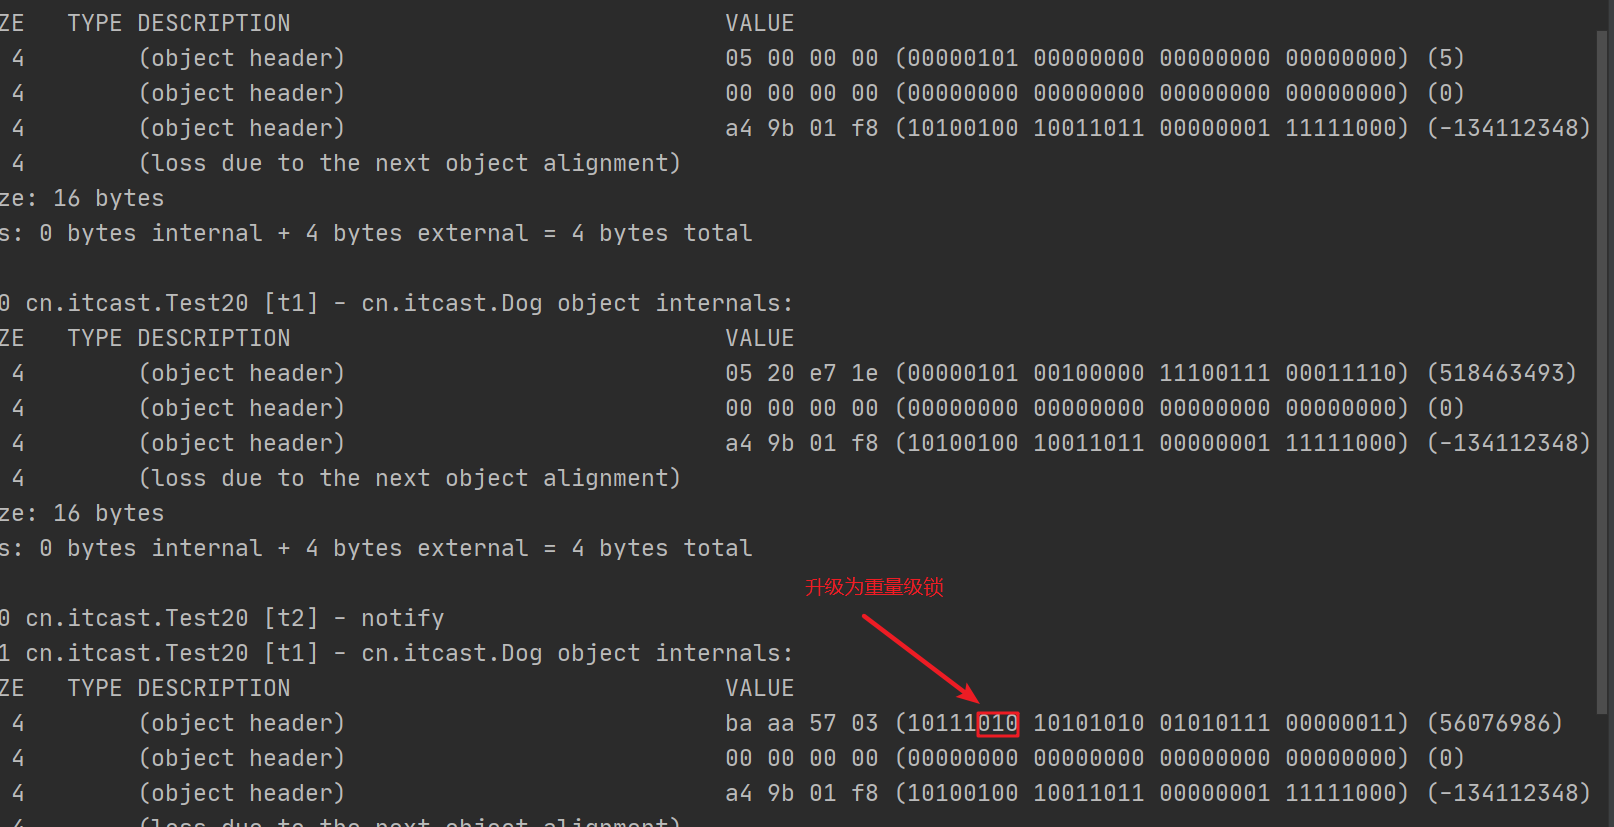 ZE   TYPE DESCRIPTION                               VALUE
4        (object header)                           05 00 00 00 (00000101 00000000 00000000 00000000) (5)
4        (object header)                           00 00 00 00 (00000000 00000000 00000000 00000000) (0)
4        (object header)                           a4 9b 01 f8 (10100100 10011011 00000001 11111000) (-134112348)
4        (loss due to the next object alignment)
ze: 16 bytes
s: 0 bytes internal + 4 bytes external = 4 bytes total
0 cn.itcast.Test20 [t1] - cn.itcast.Dog object internals:
ZE   TYPE DESCRIPTION                               VALUE
4        (object header)                           05 20 e7 1e (00000101 00100000 11100111 00011110) (518463493)
4        (object header)                           00 00 00 00 (00000000 00000000 00000000 00000000) (0)
4        (object header)                           a4 9b 01 f8 (10100100 10011011 00000001 11111000) (-134112348)
4        (loss due to the next object alignment)
ze: 16 bytes
s: 0 bytes internal + 4 bytes external = 4 bytes total
升级为重量级锁
0 cn.itcast.Test20 [t2] - notify
1 cn.itcast.Test20 [t1] - cn.itcast.Dog object internals:
ZE   TYPE DESCRIPTION                               VALUE
4        (object header)                           ba aa 57 03 (10111010 10101010 01010111 00000011) (56076986)
4        (object header)                           00 00 00 00 (00000000 00000000 00000000 00000000) (0)
4        (object header)                           a4 9b 01 f8 (10100100 10011011 00000001 11111000) (-134112348)
4        (loss due to the next object alignment)